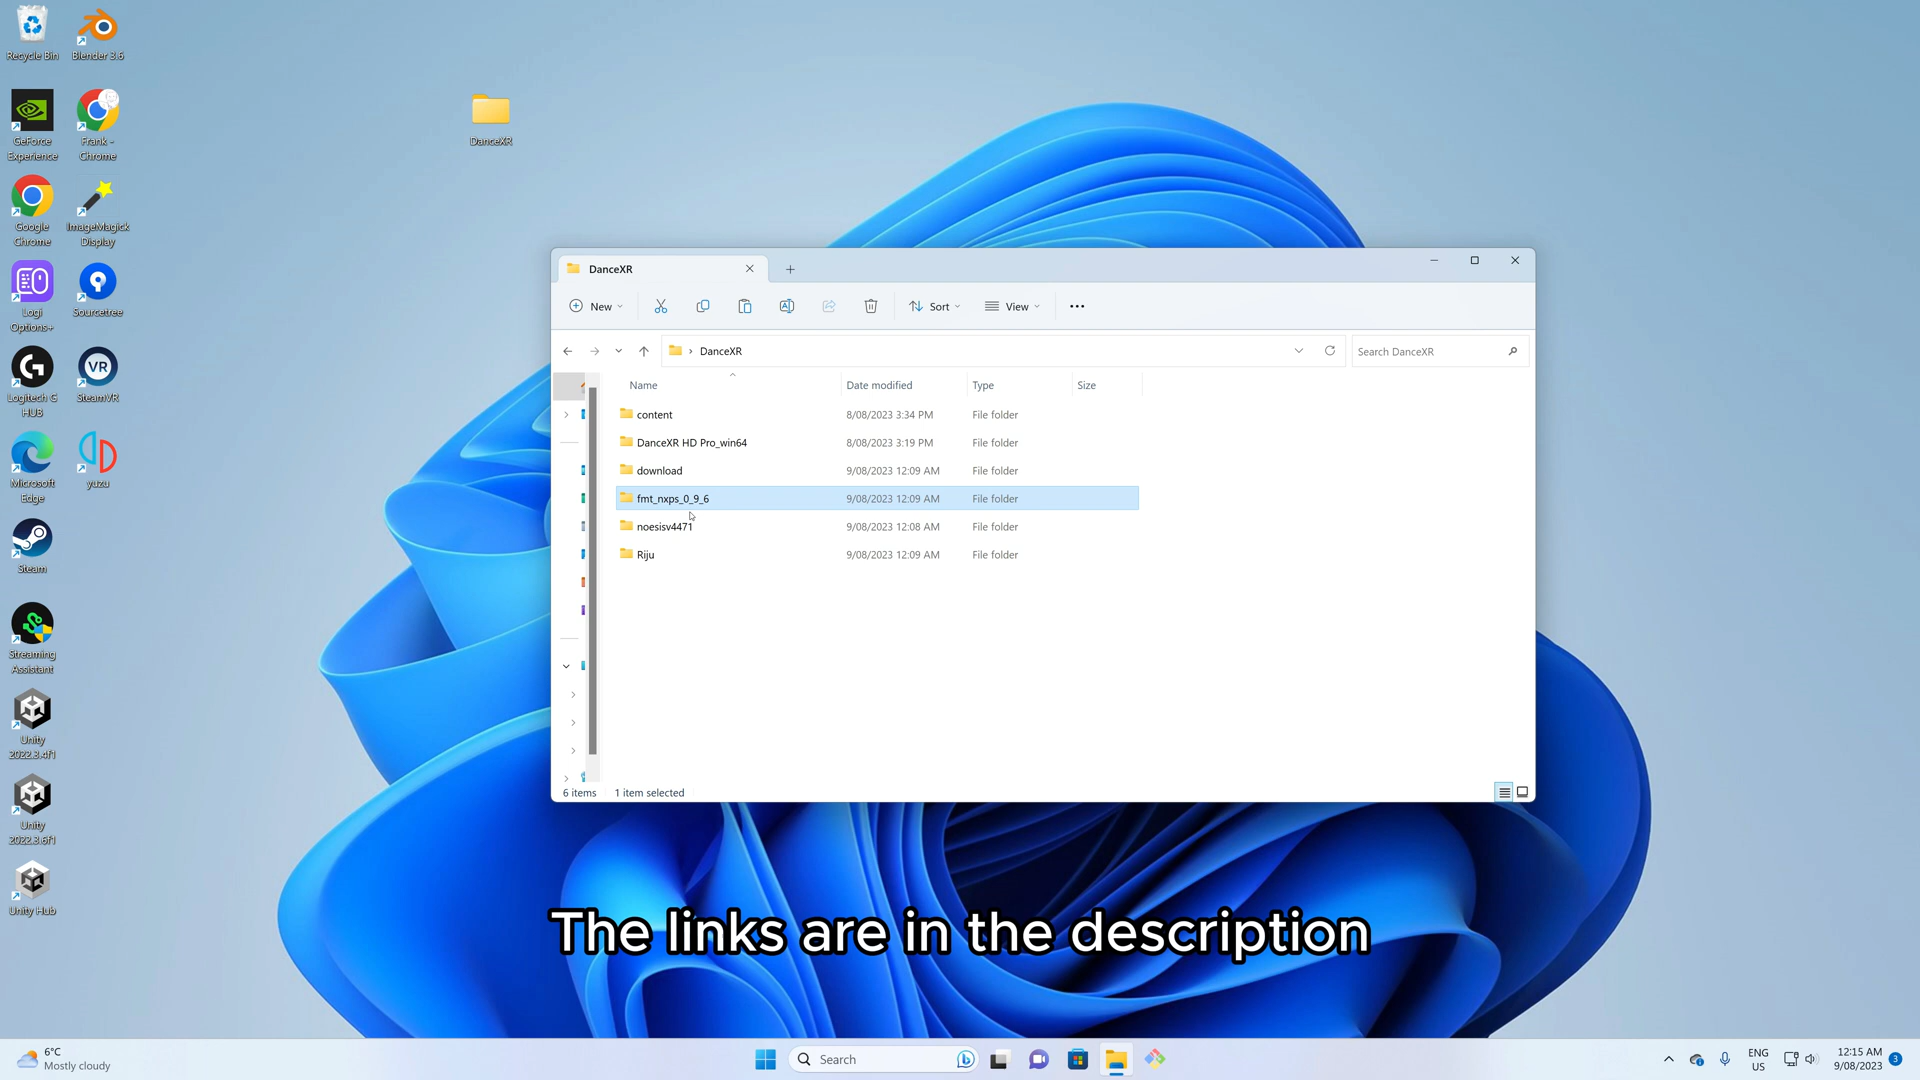 Recycle Bin
Blender 3.6
GeForce
Experience
Frank -
Chrome
Google
Chrome
ImageMagick
Display
Logi
Options+
Sourcetree
Logitech G
HUB
SteamVR
Microsoft
Edge
yuzu
Steam
Streaming
Assistant
Unity
2022.3.4f1
Unity
2022.3.6f1
Unity Hub
DanceXR
DanceXR
New
Sort
View
DanceXR
Search DanceXR
Name Date modified Type Size
content 8/08/2023 3:34 PM File folder
DanceXR HD Pro_win64 8/08/2023 3:19 PM File folder
download 9/08/2023 12:09 AM File folder
fmt_nxps_0_9_6 9/08/2023 12:09 AM File folder
noesisv4471 9/08/2023 12:08 AM File folder
Riju 9/08/2023 12:09 AM File folder
6 items 1 item selected
The links are in the description
6°C
Mostly cloudy
Search
ENG
US
12:15 AM
9/08/2023
3